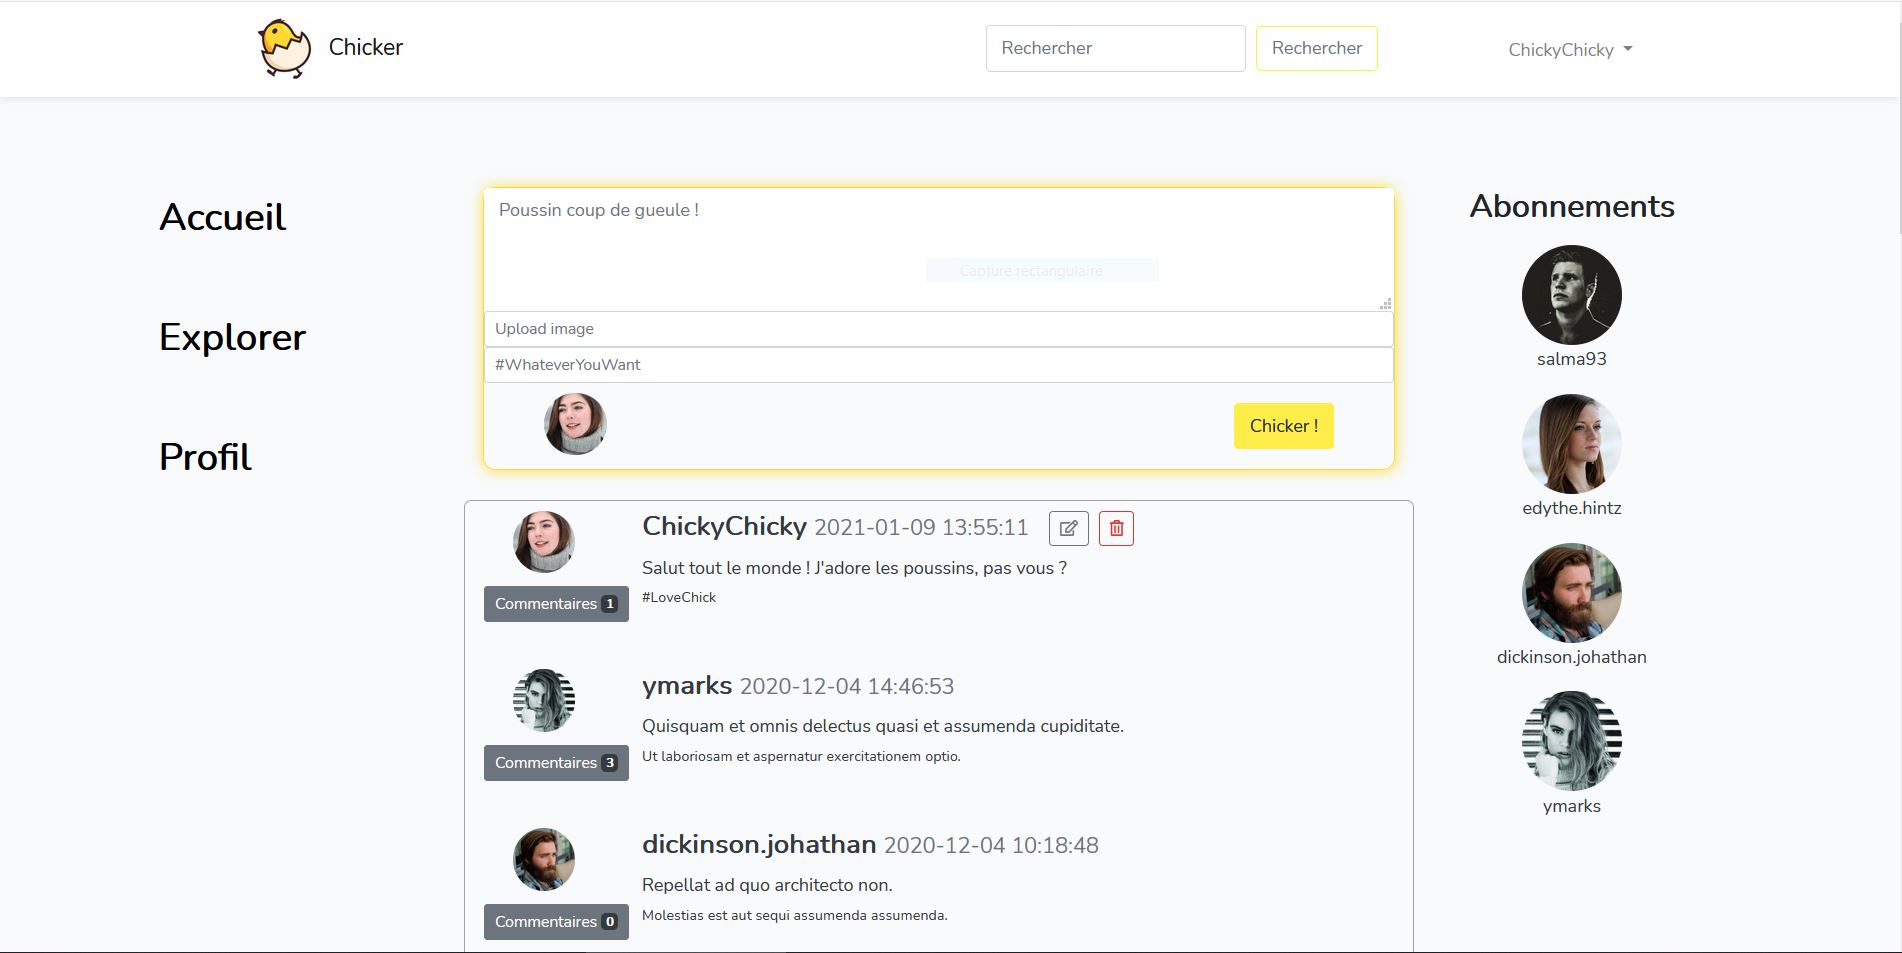 Chicker
Rechercher
Rechercher
ChickyChicky
Accueil
Explorer
Profil
Poussin coup de gueule !
Capture rectangulaire
Upload image
#WhateverYouWant
Chicker !
ChickyChicky 2021-01-09 13:55:11
Salut tout le monde ! J'adore les poussins, pas vous ?
#LoveChick
Commentaires 1
ymarks 2020-12-04 14:46:53
Quisquam et omnis delectus quasi et assumenda cupiditate.
Ut laboriosam et aspernatur exercitationem optio.
Commentaires 3
dickinson.johathan 2020-12-04 10:18:48
Repellat ad quo architecto non.
Molestias est aut sequi assumenda assumenda.
Commentaires 0
Abonnements
salma93
edythe.hintz
dickinson.johathan
ymarks